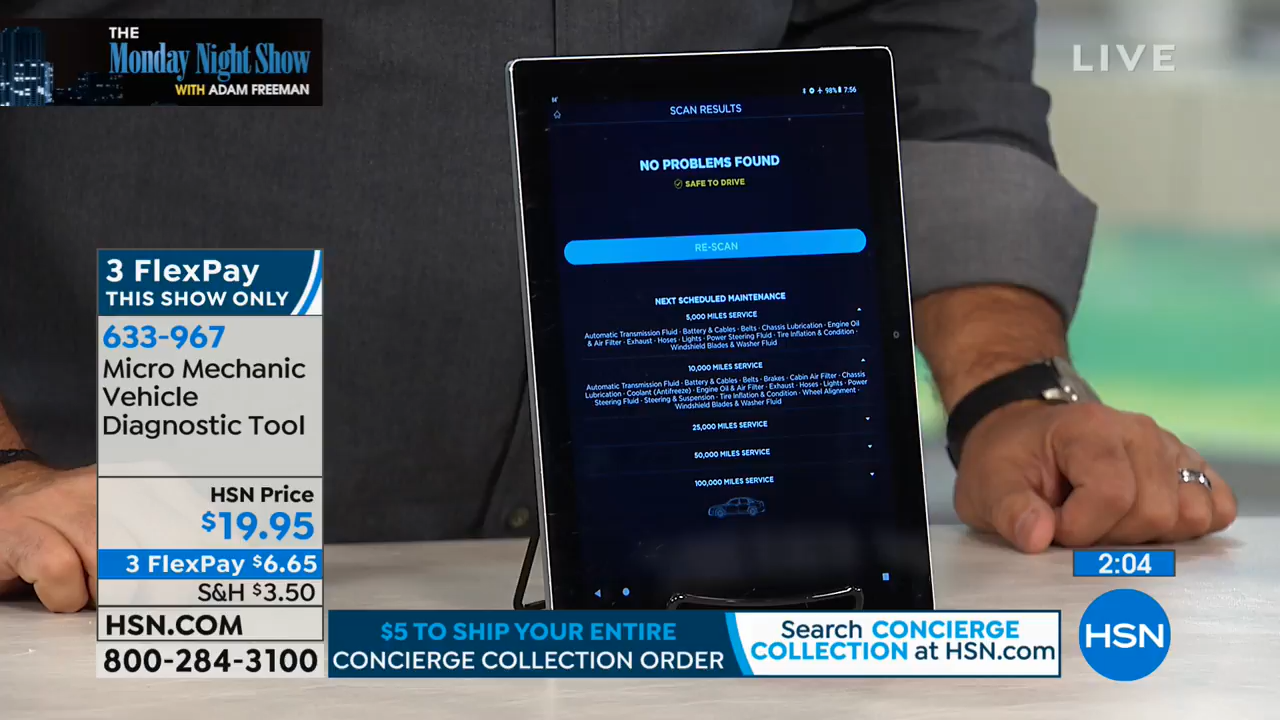 THE
Monday Night Show
WITH ADAM FREEMAN
LIVE
98% 7:56
SCAN RESULTS
NO PROBLEMS FOUND
SAFE TO DRIVE
RE-SCAN
NEXT SCHEDULED MAINTENANCE
5,000 MILES SERVICE
Automatic Transmission Fluid · Battery & Cables · Belts · Chassis Lubrication · Engine Oil
& Air Filter · Exhaust · Hoses · Lights · Power Steering Fluid · Tire Inflation & Condition ·
Windshield Blades & Washer Fluid
10,000 MILES SERVICE
Automatic Transmission Fluid · Battery & Cables · Belts · Brakes · Cabin Air Filter · Chassis
Lubrication · Coolant (Antifreeze) · Engine Oil & Air Filter · Exhaust · Hoses · Lights · Power
Steering Fluid · Steering & Suspension · Tire Inflation & Condition · Wheel Alignment ·
Windshield Blades & Washer Fluid
25,000 MILES SERVICE
50,000 MILES SERVICE
100,000 MILES SERVICE
3 FlexPay
THIS SHOW ONLY
633-967
Micro Mechanic
Vehicle
Diagnostic Tool
HSN Price
$19.95
3 FlexPay $6.65
S&H $3.50
HSN.COM
800-284-3100
$5 TO SHIP YOUR ENTIRE
CONCIERGE COLLECTION ORDER
Search CONCIERGE
COLLECTION at HSN.com
2:04
HSN